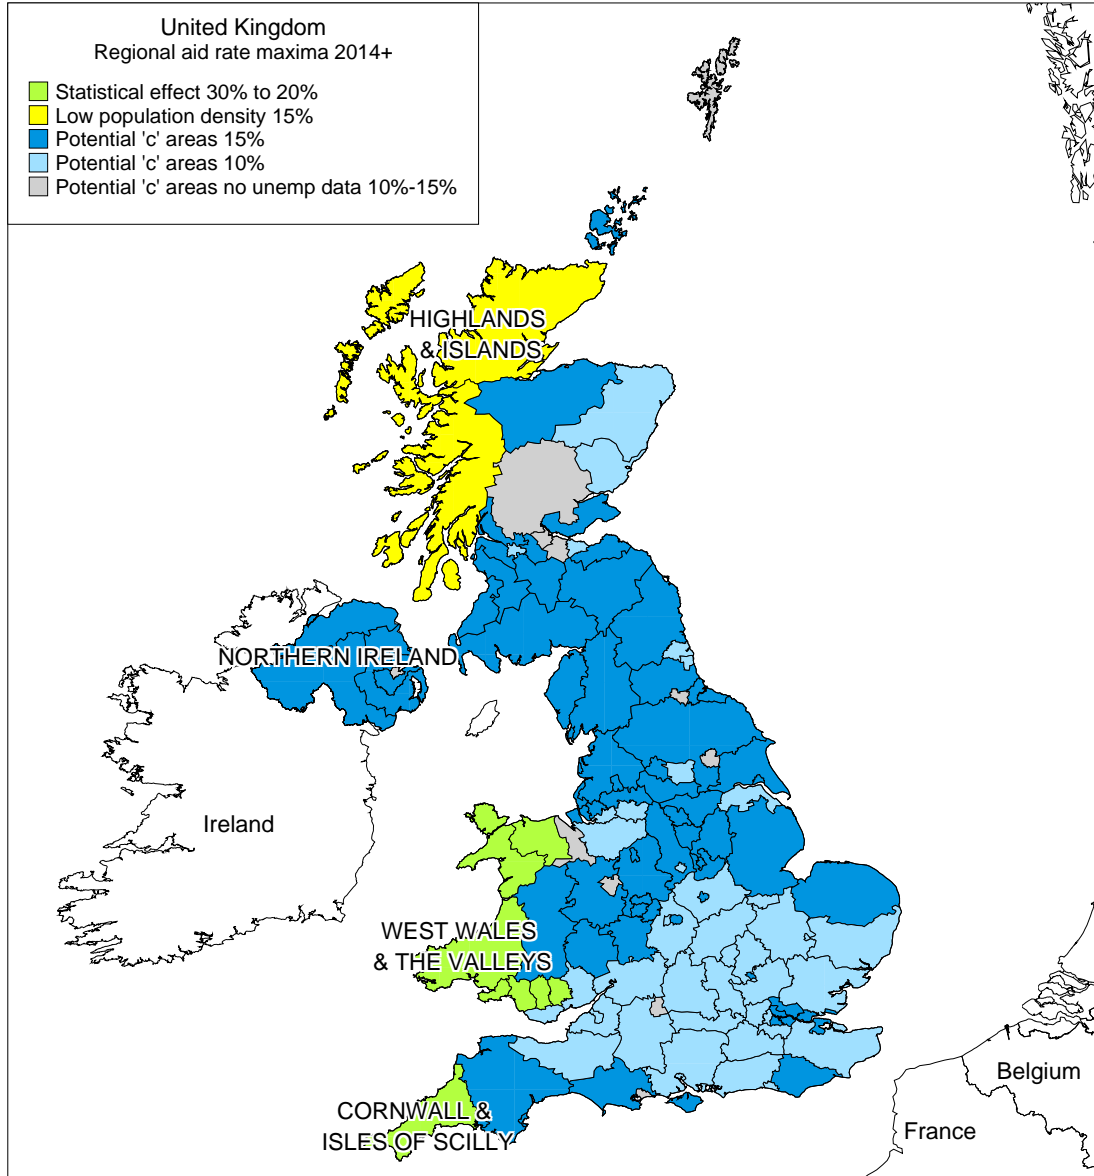 United Kingdom
Regional aid rate maxima 2014+
Statistical effect 30% to 20%
Low population density 15%
Potential 'c' areas 15%
Potential 'c' areas 10%
Potential 'c' areas no unemp data 10%-15%
HIGHLANDS
& ISLANDS
NORTHERN IRELAND
Ireland
WEST WALES
& THE VALLEYS
Belgium
CORNWALL &
ISLES OF SCILLY
France